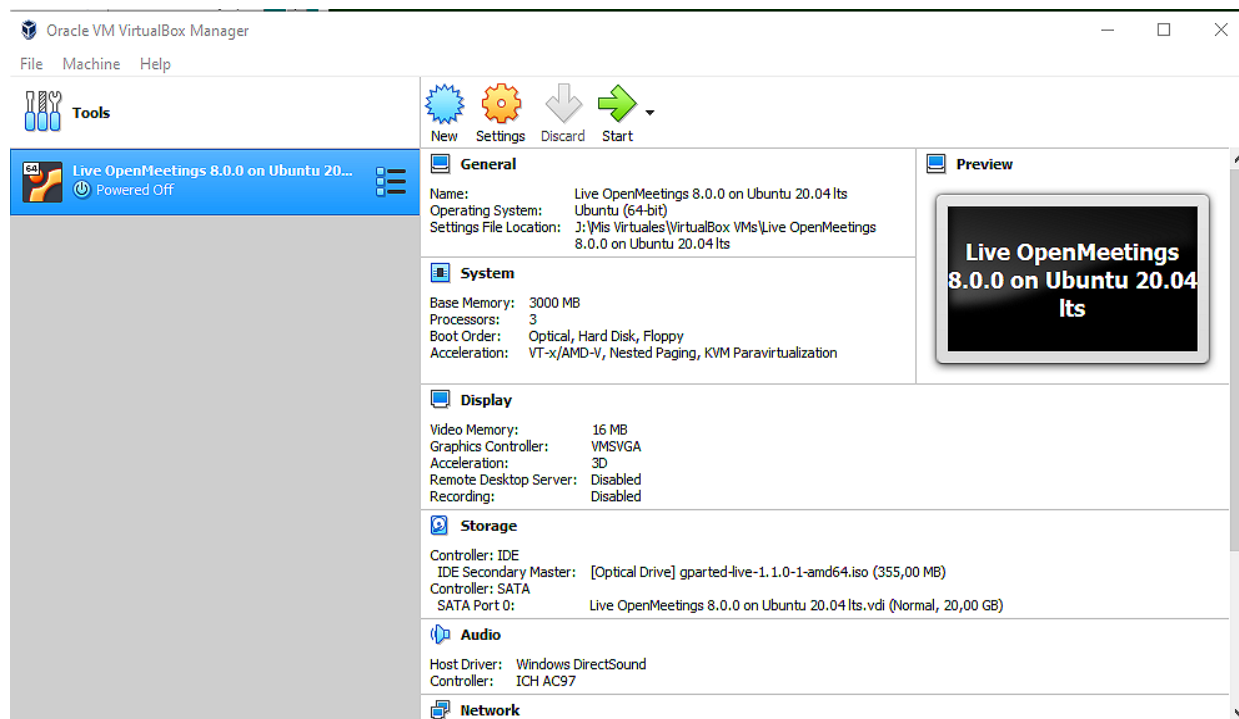 Oracle VM VirtualBox Manager
File Machine Help
Tools
New Settings Discard Start
64
Live OpenMeetings 8.0.0 on Ubuntu 20...
Powered Off
General
Name: Live OpenMeetings 8.0.0 on Ubuntu 20.04 lts
Operating System: Ubuntu (64-bit)
Settings File Location: J:\Mis Virtuales\VirtualBox VMs\Live OpenMeetings
8.0.0 on Ubuntu 20.04 lts
Preview
Live OpenMeetings
8.0.0 on Ubuntu 20.04
lts
System
Base Memory: 3000 MB
Processors: 3
Boot Order: Optical, Hard Disk, Floppy
Acceleration: VT-x/AMD-V, Nested Paging, KVM Paravirtualization
Display
Video Memory: 16 MB
Graphics Controller: VMSVGA
Acceleration: 3D
Remote Desktop Server: Disabled
Recording: Disabled
Storage
Controller: IDE
IDE Secondary Master: [Optical Drive] gparted-live-1.1.0-1-amd64.iso (355,00 MB)
Controller: SATA
SATA Port 0: Live OpenMeetings 8.0.0 on Ubuntu 20.04 lts.vdi (Normal, 20,00 GB)
Audio
Host Driver: Windows DirectSound
Controller: ICH AC97
Network